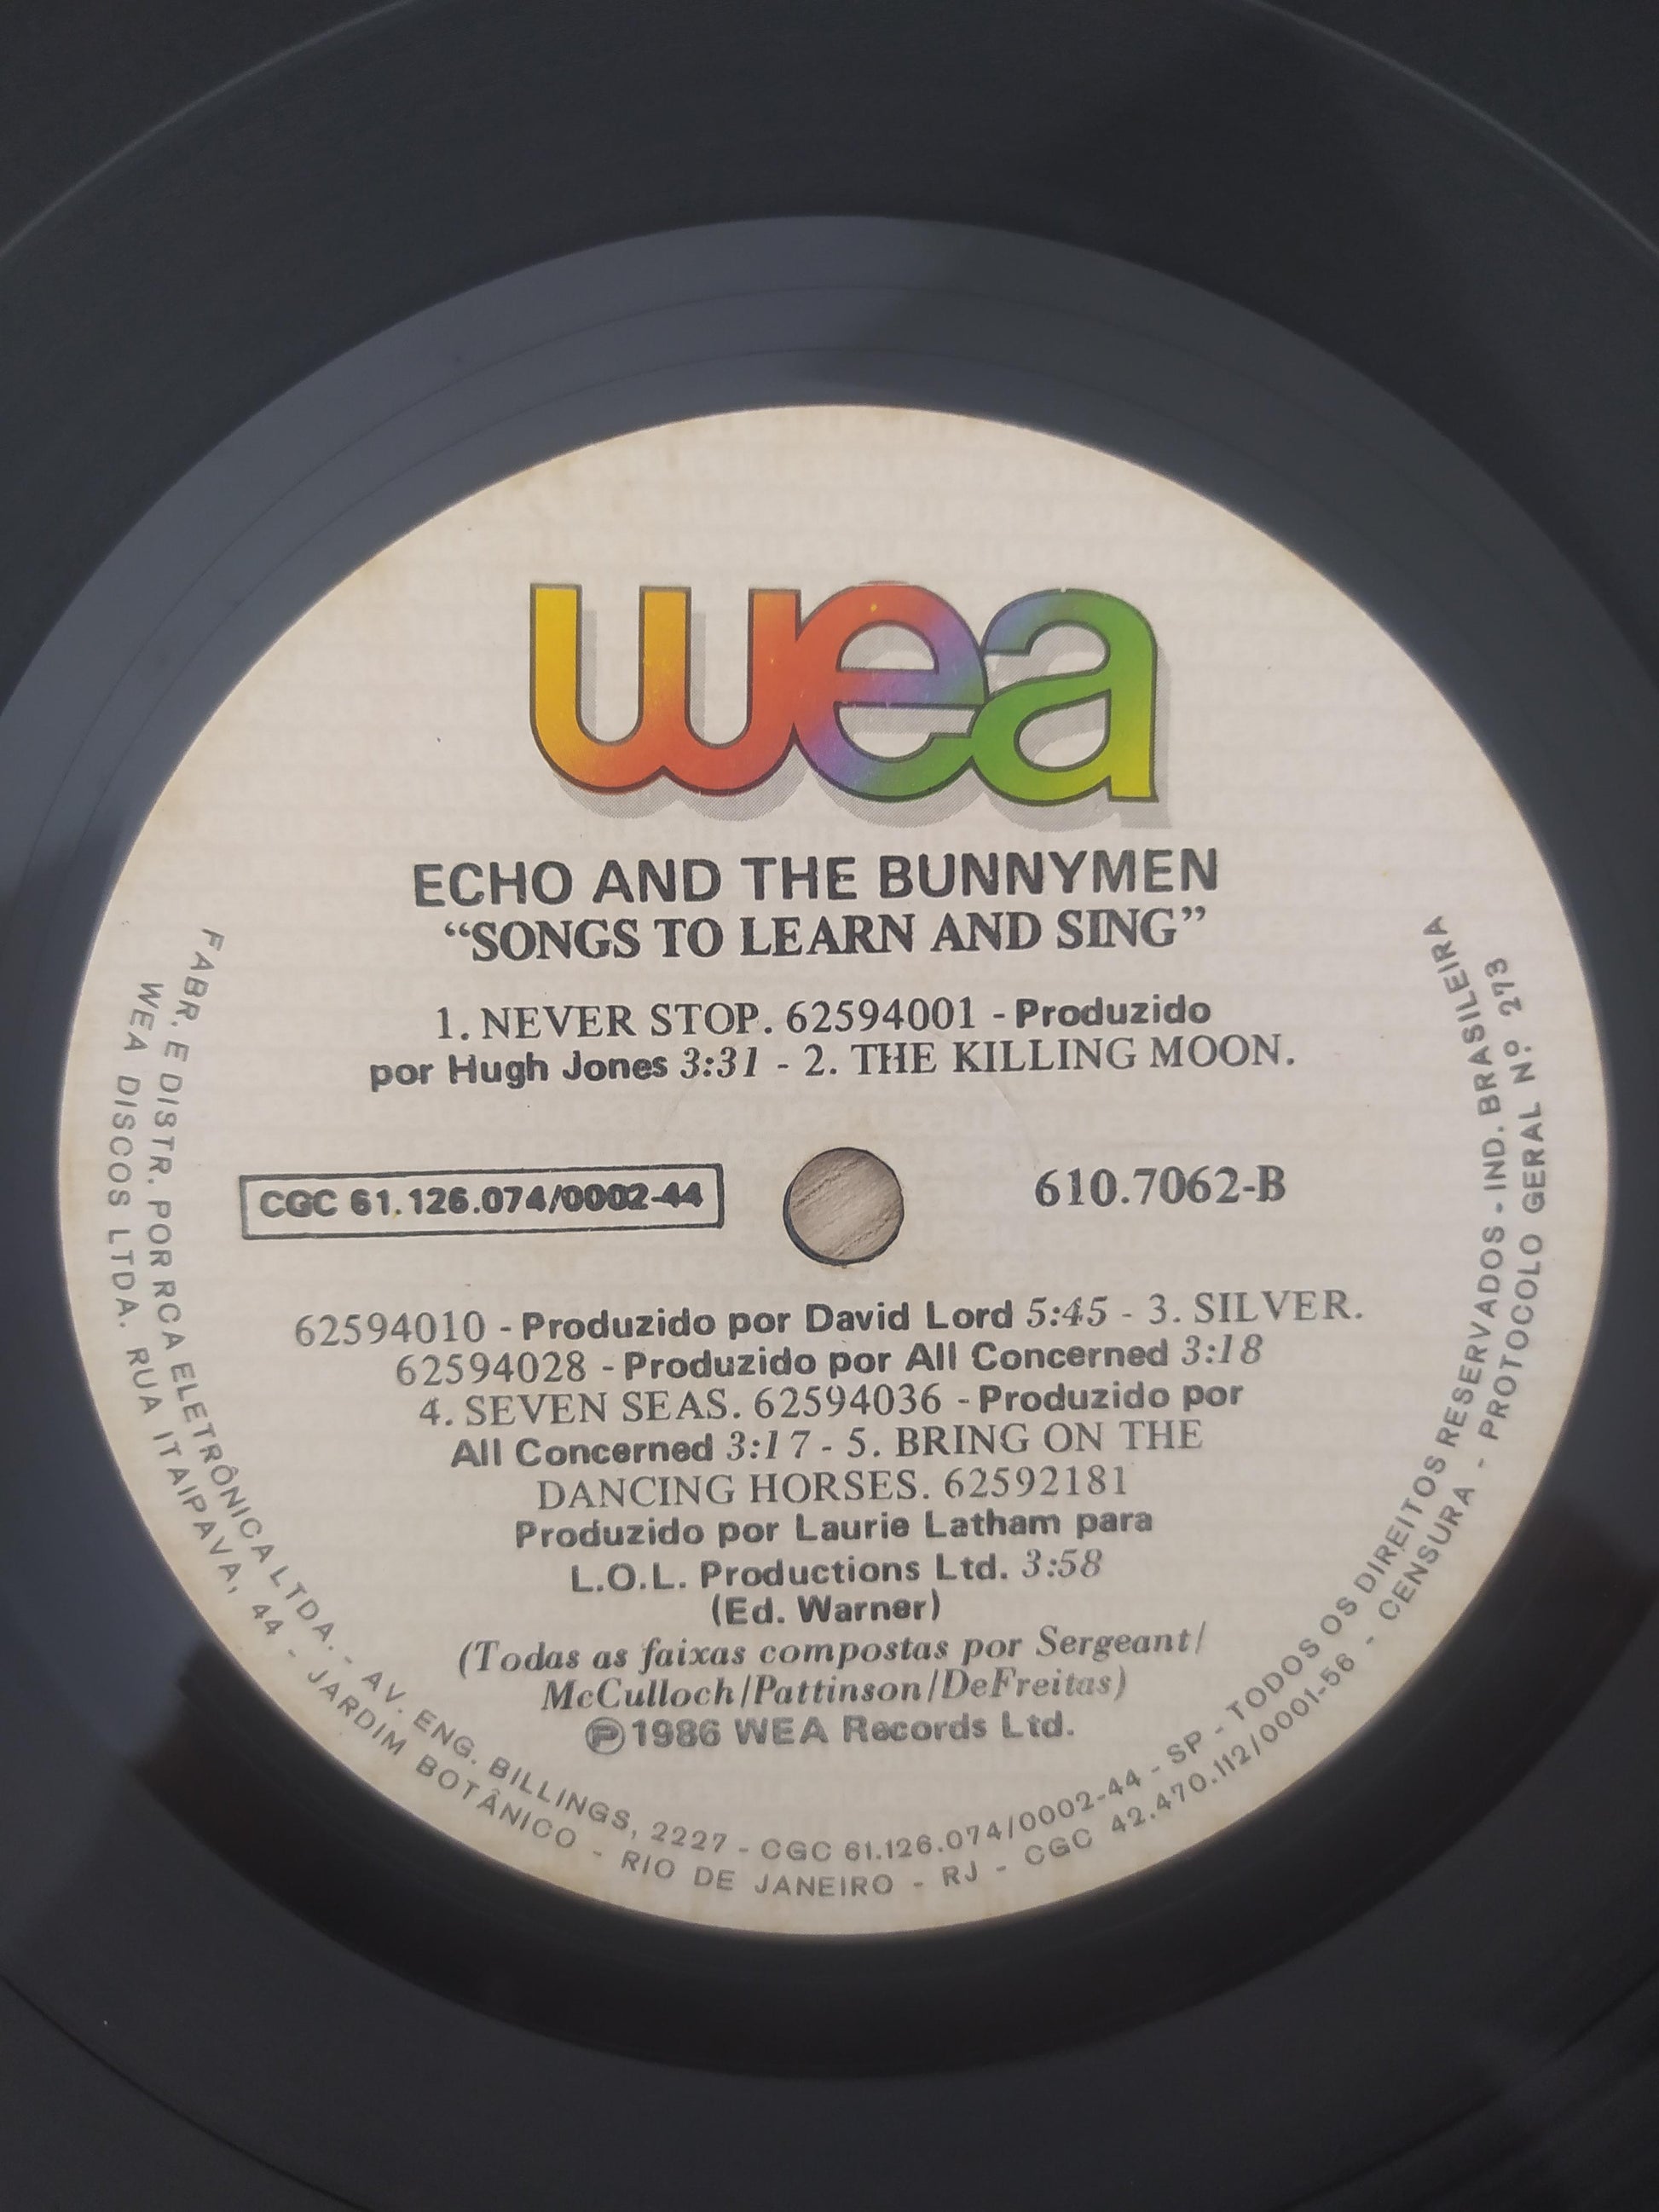 wea
ECHO AND THE BUNNYMEN
“SONGS TO LEARN AND SING”
1. NEVER STOP. 62594001 - Produzido
por Hugh Jones 3:31 - 2. THE KILLING MOON.
CGC 61.126.074/0002-44
610.7062-B
62594010 - Produzido por David Lord 5:45 - 3. SILVER.
62594028 - Produzido por All Concerned 3:18
4. SEVEN SEAS. 62594036 - Produzido por
All Concerned 3:17 - 5. BRING ON THE
DANCING HORSES. 62592181
Produzido por Laurie Latham para
L.O.L. Productions Ltd. 3:58
(Ed. Warner)
(Todas as faixas compostas por Sergeant/
McCulloch/Pattinson/DeFreitas)
℗1986 WEA Records Ltd.
FABR. E DISTR. POR RCA ELETRÔNICA LTDA. - AV. ENG. BILLINGS, 2227 - CGC 61.126.074/0002-44 - SP - TODOS OS DIREITOS RESERVADOS - IND. BRASILEIRA
WEA DISCOS LTDA. RUA ITAIPAVA, 44 - JARDIM BOTÂNICO - RIO DE JANEIRO - RJ - CGC 42.470.112/0001-56 - CENSURA - PROTOCOLO GERAL Nº 273